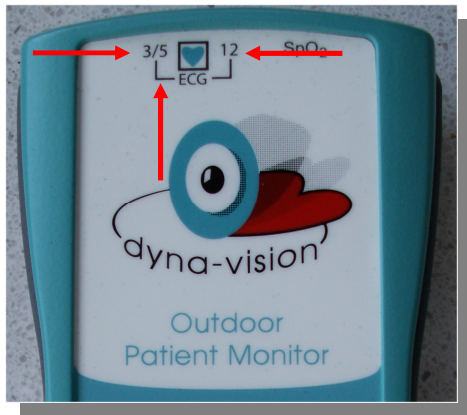 3/5 12 SpO₂
ECG
dyna-vision
Outdoor
Patient Monitor